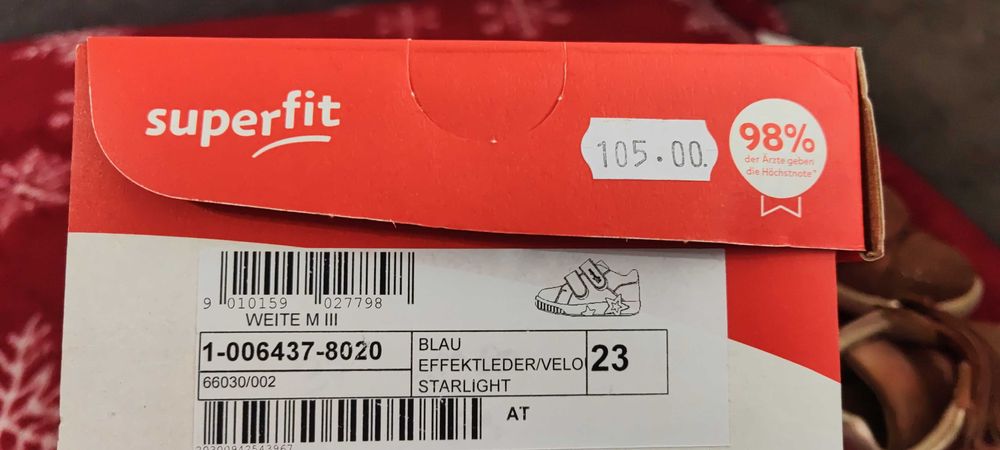 superfit
105.00.
98%
der Ärzte geben
die Höchstnote*
9 010159 027798
WEITE M III
1-006437-8020
66030/002
BLAU
EFFEKTLEDER/VELO
STARLIGHT
23
AT
20300942543967